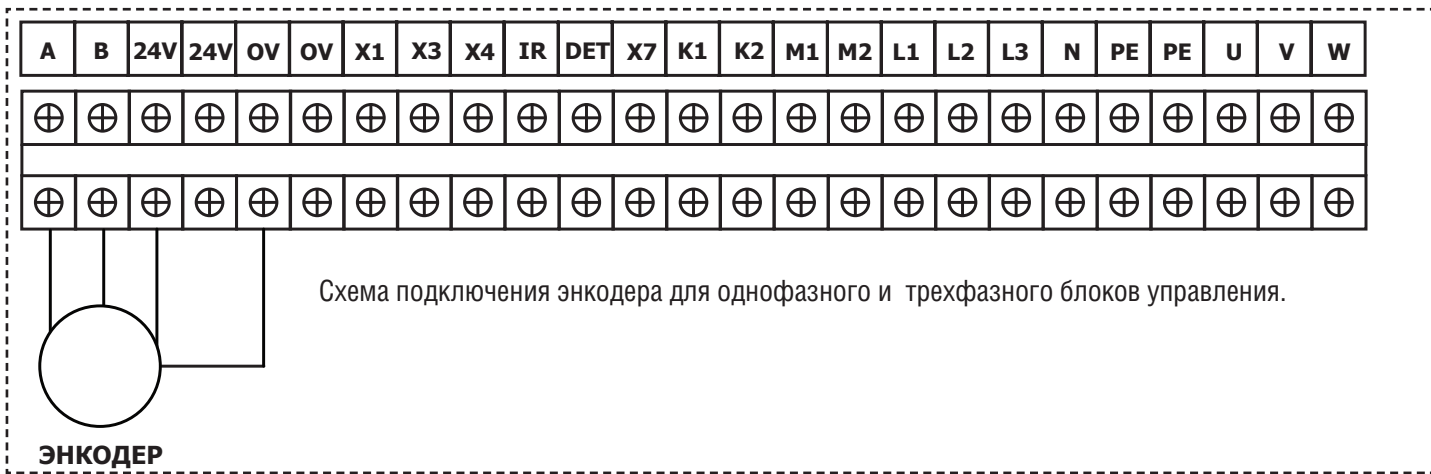 A B 24V 24V OV OV X1 X3 X4 IR DET X7 K1 K2 M1 M2 L1 L2 L3 N PE PE U V W
Схема подключения энкодера для однофазного и трехфазного блоков управления.
ЭНКОДЕР